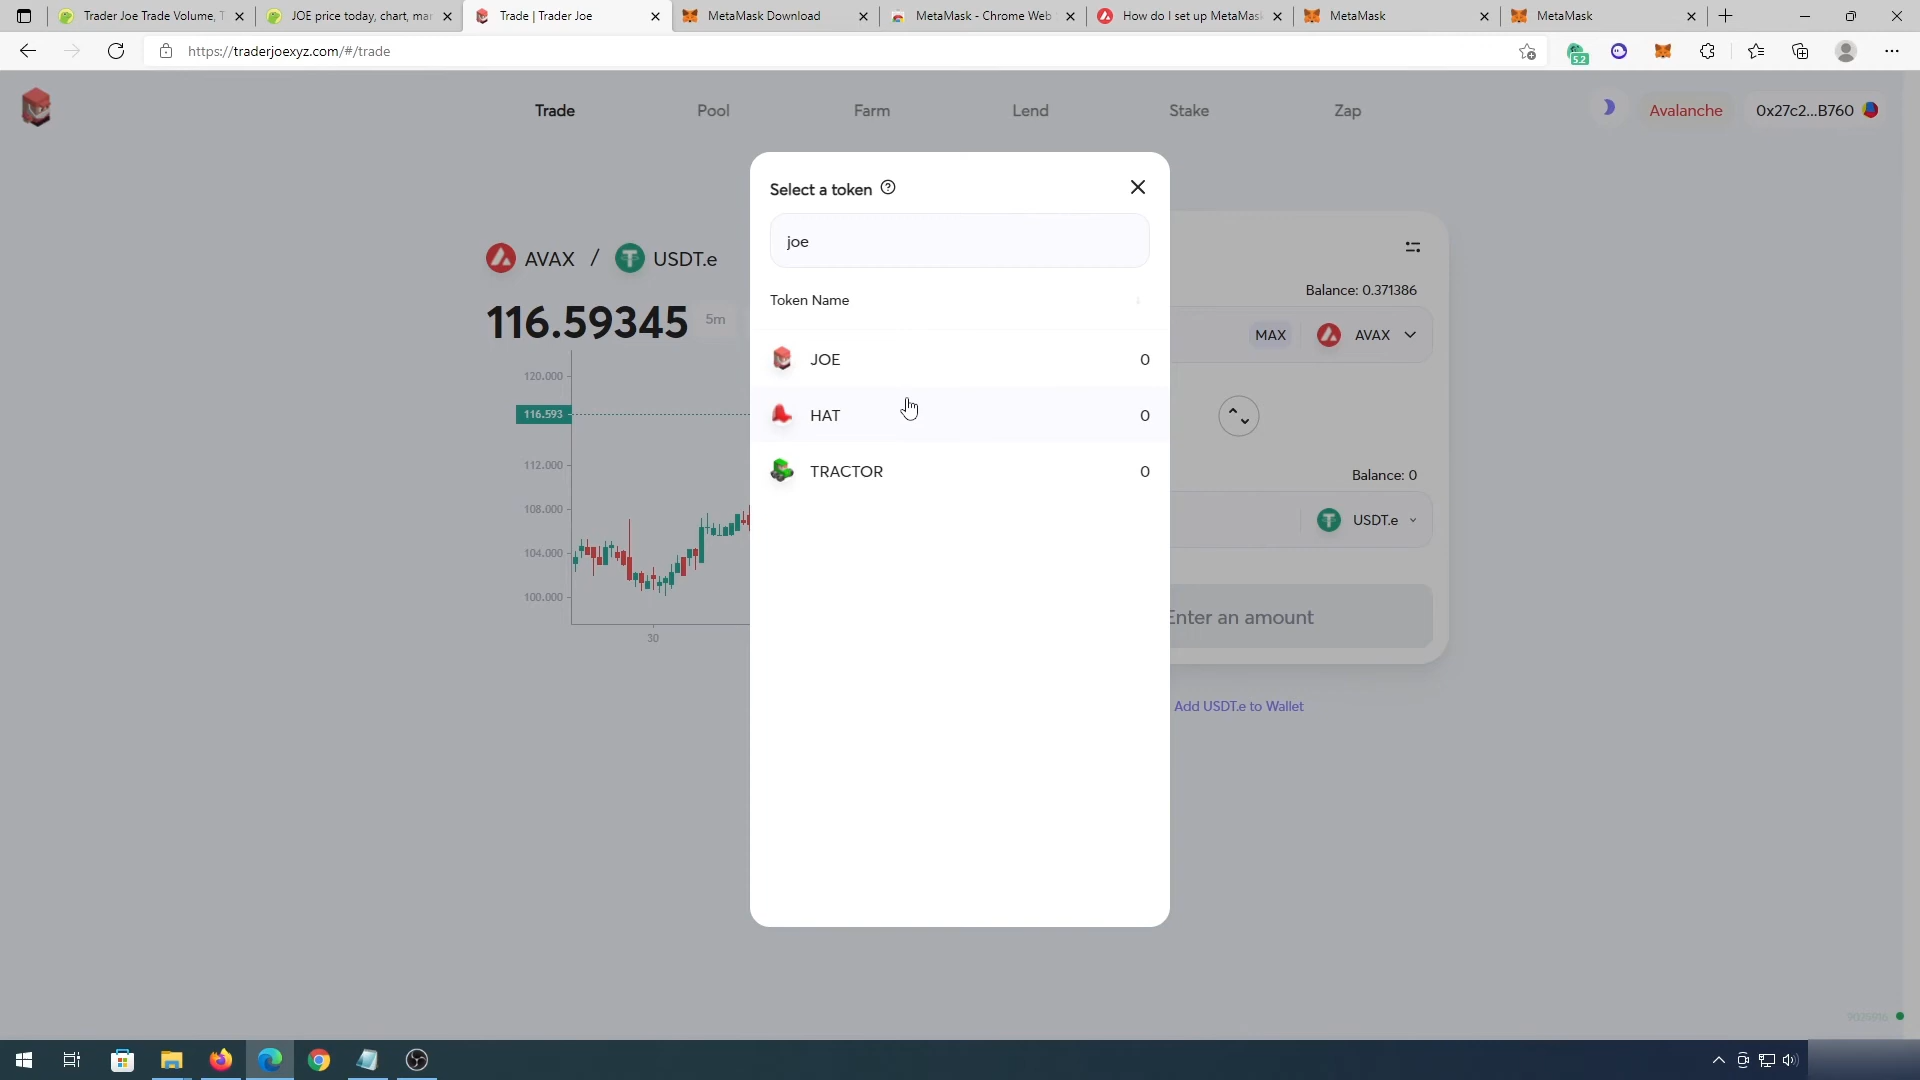 Trader Joe Trade Volume, T
JOE price today, chart, mar
Trade | Trader Joe
MetaMask Download
MetaMask - Chrome Web
How do I set up MetaMas
MetaMask
MetaMask
https://traderjoexyz.com/#/trade
5.2
Trade
Pool
Farm
Lend
Stake
Zap
Avalanche
0x27c2...B760
Select a token
joe
AVAX / USDT.e
Balance: 0.371386
Token Name
116.59345
5m
MAX
AVAX
JOE
0
120.000
116.593
HAT
0
112.000
TRACTOR
0
Balance: 0
108.000
USDT.e
104.000
100.000
Enter an amount
30
Add USDT.e to Wallet